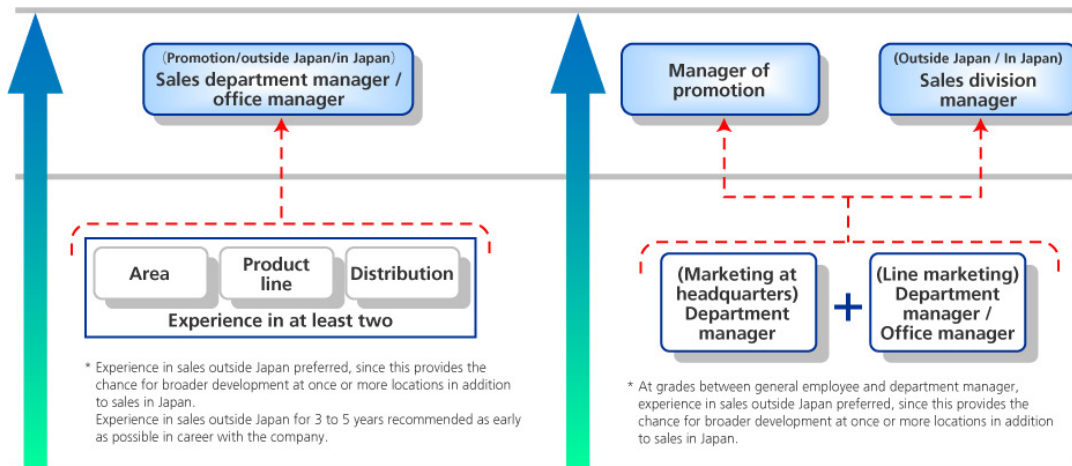 (Promotion/outside Japan/in Japan)
Sales department manager /
office manager
Area
Product
line
Distribution
Experience in at least two
* Experience in sales outside Japan preferred, since this provides the
chance for broader development at once or more locations in addition
to sales in Japan.
Experience in sales outside Japan for 3 to 5 years recommended as early
as possible in career with the company.
Manager of
promotion
(Outside Japan / In Japan)
Sales division
manager
(Marketing at
headquarters)
Department
manager
+
(Line marketing)
Department
manager /
Office manager
* At grades between general employee and department manager,
experience in sales outside Japan preferred, since this provides the
chance for broader development at once or more locations in addition
to sales in Japan.